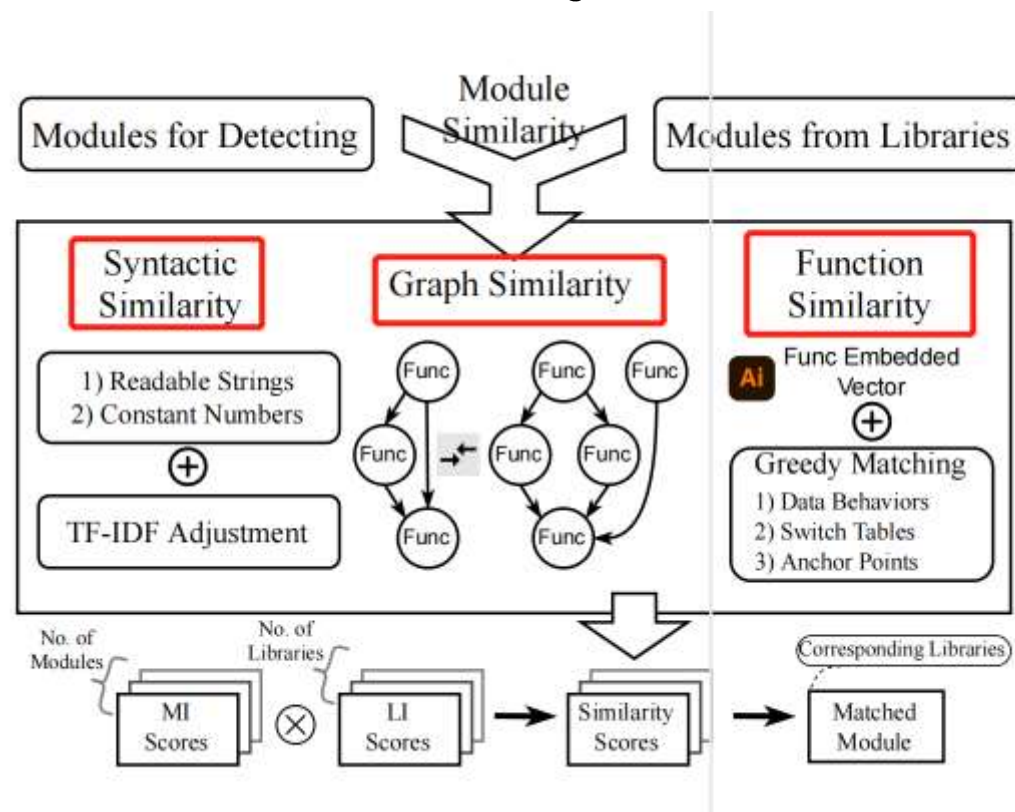 Module
Similarity
Modules for Detecting
Modules from Libraries
Syntactic
Similarity
Graph Similarity
Function
Similarity
1) Readable Strings
2) Constant Numbers
TF-IDF Adjustment
Func
Func
Func
Func
Func
Func
Func
Func
Ai
Func Embedded
Vector
Greedy Matching
1) Data Behaviors
2) Switch Tables
3) Anchor Points
No. of
Modules
No. of
Libraries
MI
Scores
LI
Scores
Similarity
Scores
Corresponding Libraries
Matched
Module